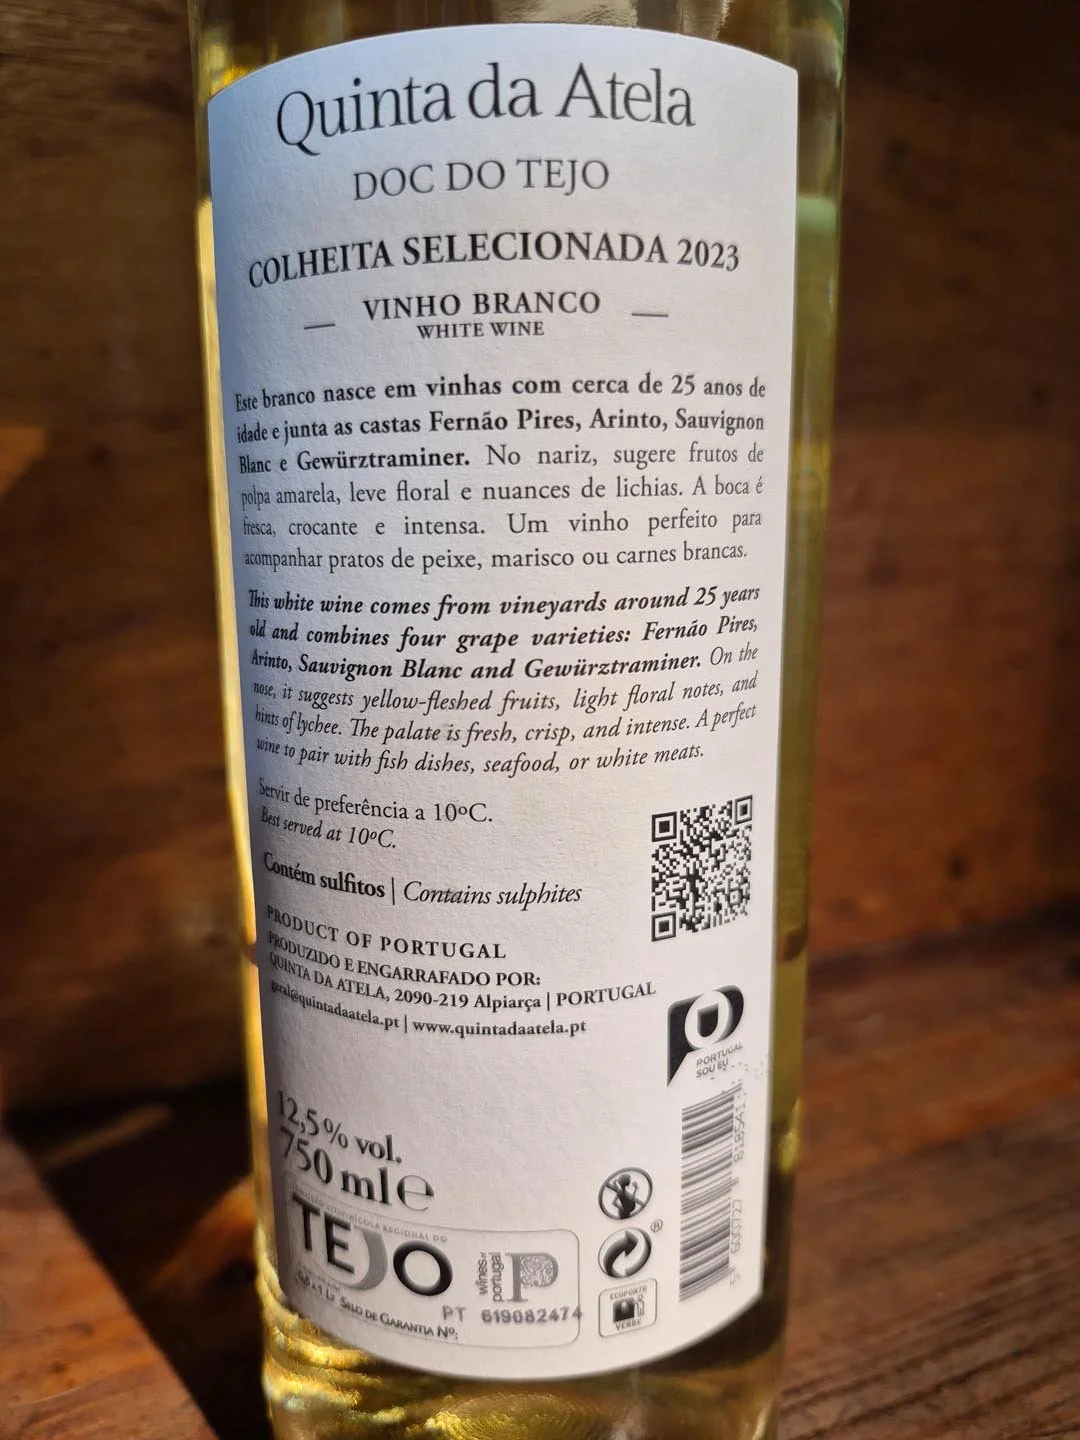 Quinta da Atela
DOC DO TEJO
COLHEITA SELECIONADA 2023
VINHO BRANCO
WHITE WINE
Este branco nasce em vinhas com cerca de 25 anos de
idade e junta as castas Fernão Pires, Arinto, Sauvignon
Blanc e Gewürztraminer. No nariz, sugere frutos de
polpa amarela, leve floral e nuances de lichias. A boca é
fresca, crocante e intensa. Um vinho perfeito para
acompanhar pratos de peixe, marisco ou carnes brancas.
This white wine comes from vineyards around 25 years
old and combines four grape varieties: Fernão Pires,
Arinto, Sauvignon Blanc and Gewürztraminer. On the
nose, it suggests yellow-fleshed fruits, light floral notes, and
hints of lychee. The palate is fresh, crisp, and intense. A perfect
wine to pair with fish dishes, seafood, or white meats.
Servir de preferência a 10ºC.
Best served at 10ºC.
Contém sulfitos | Contains sulphites
PRODUCT OF PORTUGAL
PRODUZIDO E ENGARRAFADO POR:
QUINTA DA ATELA, 2090-219 Alpiarça | PORTUGAL
geral@quintadaatela.pt | www.quintadaatela.pt
PORTUGAL
SOU EU
12,5% vol.
750 ml e
VITIVINÍCOLA REGIONAL DO
TEJO
wines of
portugal
SELO DE GARANTIA Nº:
PT 619082474
®
ECOPONTO
VERDE
5 600727 818541